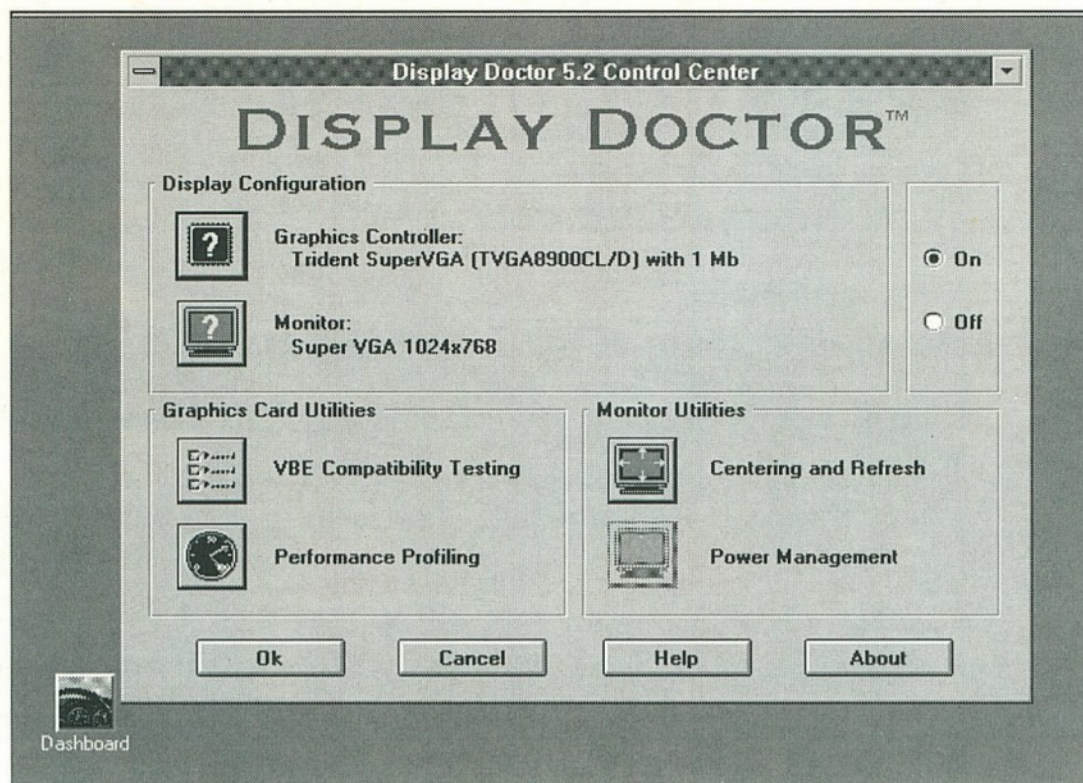 Display Doctor 5.2 Control Center
DISPLAY DOCTOR™
Display Configuration
Graphics Controller:
Trident SuperVGA (TVGA8900CL/D) with 1 Mb
Monitor:
Super VGA 1024x768
On
Off
Graphics Card Utilities
VBE Compatibility Testing
Performance Profiling
Monitor Utilities
Centering and Refresh
Power Management
Ok
Cancel
Help
About
Dashboard